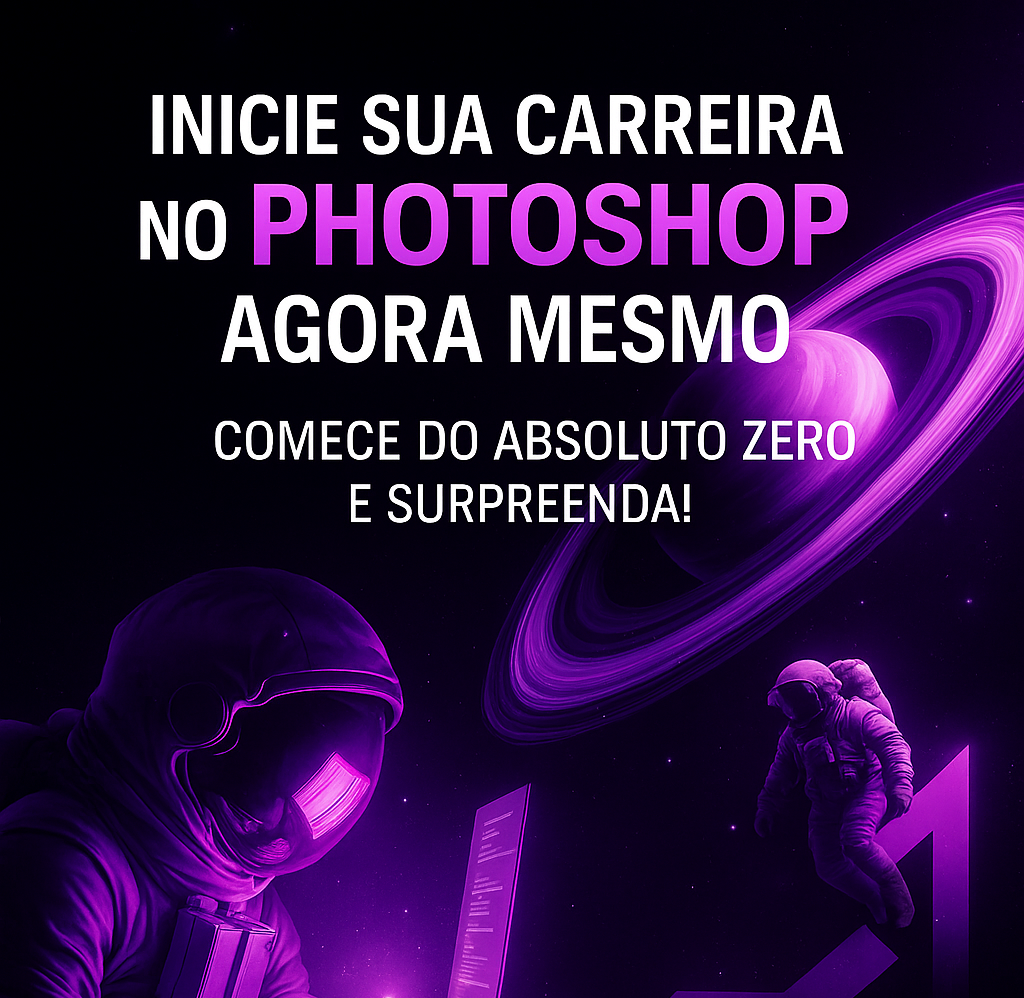 INICIE SUA CARREIRA
NO PHOTOSHOP
AGORA MESMO
COMECE DO ABSOLUTO ZERO
E SURPREENDA!